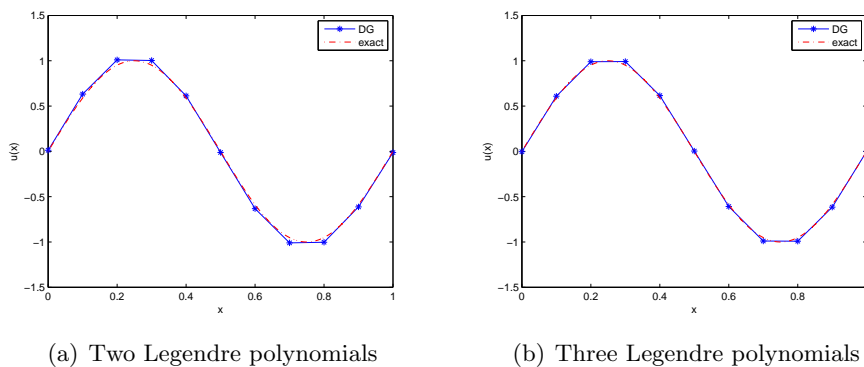 1.5
1
0.5
0
−0.5
−1
−1.5
u(x)
0
0.2
0.4
0.6
0.8
1
x
DG
exact
(a) Two Legendre polynomials
1.5
1
0.5
0
−0.5
−1
−1.5
u(x)
0
0.2
0.4
0.6
0.8
x
DG
exact
(b) Three Legendre polynomials